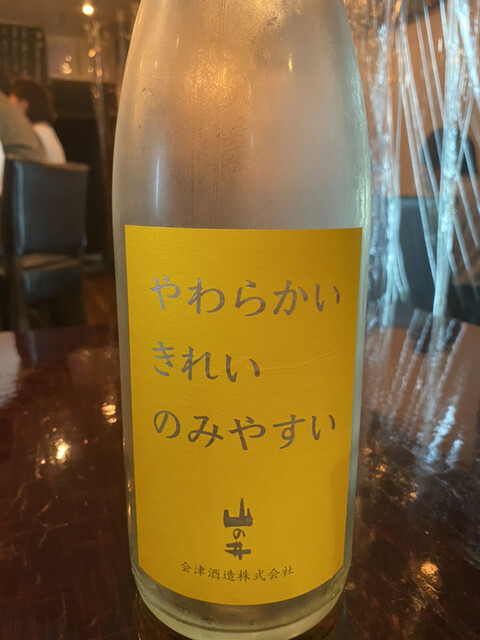 やわらかい
きれい
のみやすい
山の井
会津酒造株式会社